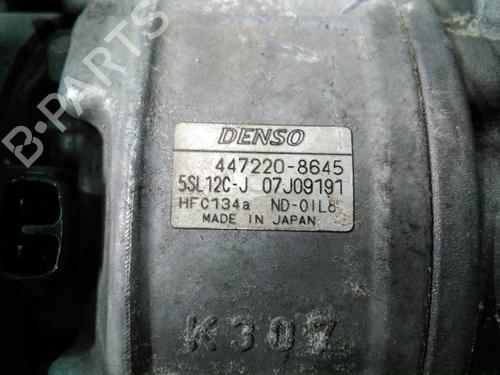 B-PARTS
DENSO
447220-8645
5SL12C-J 07J09191
HFC134a ND-OIL8
MADE IN JAPAN
K307